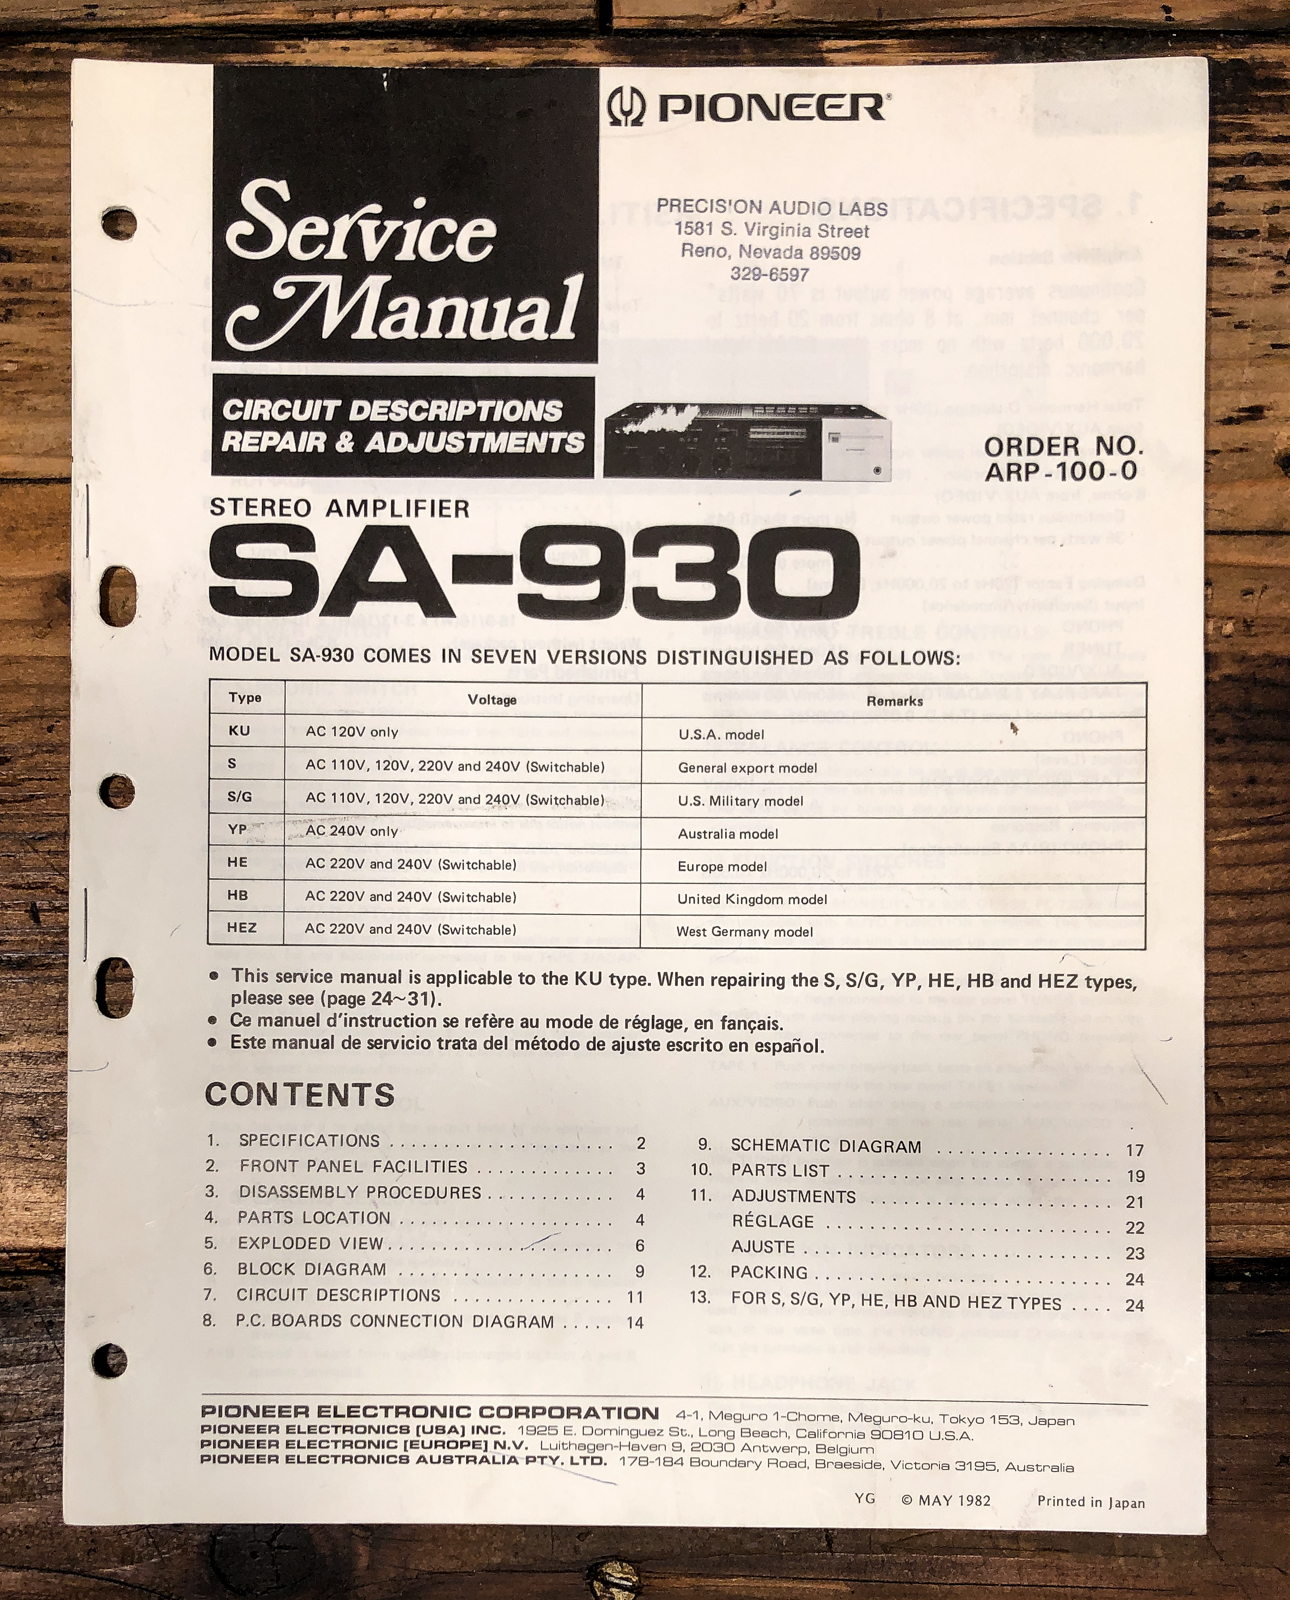 PIONEER®
Service
Manual
PRECISION AUDIO LABS
1581 S. Virginia Street
Reno, Nevada 89509
329-6597
CIRCUIT DESCRIPTIONS
REPAIR & ADJUSTMENTS
ORDER NO.
ARP-100-0
STEREO AMPLIFIER
SA-930
MODEL SA-930 COMES IN SEVEN VERSIONS DISTINGUISHED AS FOLLOWS:
Type Voltage Remarks
KU AC 120V only U.S.A. model
S AC 110V, 120V, 220V and 240V (Switchable) General export model
S/G AC 110V, 120V, 220V and 240V (Switchable) U.S. Military model
YP AC 240V only Australia model
HE AC 220V and 240V (Switchable) Europe model
HB AC 220V and 240V (Switchable) United Kingdom model
HEZ AC 220V and 240V (Switchable) West Germany model
● This service manual is applicable to the KU type. When repairing the S, S/G, YP, HE, HB and HEZ types,
please see (page 24~31).
● Ce manuel d'instruction se refère au mode de réglage, en fançais.
● Este manual de servicio trata del método de ajuste escrito en español.
CONTENTS
1. SPECIFICATIONS . . . . . . . . . . . . . . . . . . . . . . 2
2. FRONT PANEL FACILITIES . . . . . . . . . . . . . 3
3. DISASSEMBLY PROCEDURES . . . . . . . . . . . . 4
4. PARTS LOCATION . . . . . . . . . . . . . . . . . . . . . 4
5. EXPLODED VIEW . . . . . . . . . . . . . . . . . . . . . . 6
6. BLOCK DIAGRAM . . . . . . . . . . . . . . . . . . . . . 9
7. CIRCUIT DESCRIPTIONS . . . . . . . . . . . . . . . 11
8. P.C. BOARDS CONNECTION DIAGRAM . . . . . 14
9. SCHEMATIC DIAGRAM . . . . . . . . . . . . . . . . . 17
10. PARTS LIST . . . . . . . . . . . . . . . . . . . . . . . . . . . 19
11. ADJUSTMENTS . . . . . . . . . . . . . . . . . . . . . . . . 21
RÉGLAGE . . . . . . . . . . . . . . . . . . . . . . . . . . . . 22
AJUSTE . . . . . . . . . . . . . . . . . . . . . . . . . . . . . . 23
12. PACKING . . . . . . . . . . . . . . . . . . . . . . . . . . . . . 24
13. FOR S, S/G, YP, HE, HB AND HEZ TYPES . . . . 24
PIONEER ELECTRONIC CORPORATION 4-1, Meguro 1-Chome, Meguro-ku, Tokyo 153, Japan
PIONEER ELECTRONICS [USA] INC. 1925 E. Dominguez St., Long Beach, California 90810 U.S.A.
PIONEER ELECTRONIC [EUROPE] N.V. Luithagen-Haven 9, 2030 Antwerp, Belgium
PIONEER ELECTRONICS AUSTRALIA PTY. LTD. 178-184 Boundary Road, Braeside, Victoria 3195, Australia
YG © MAY 1982 Printed in Japan